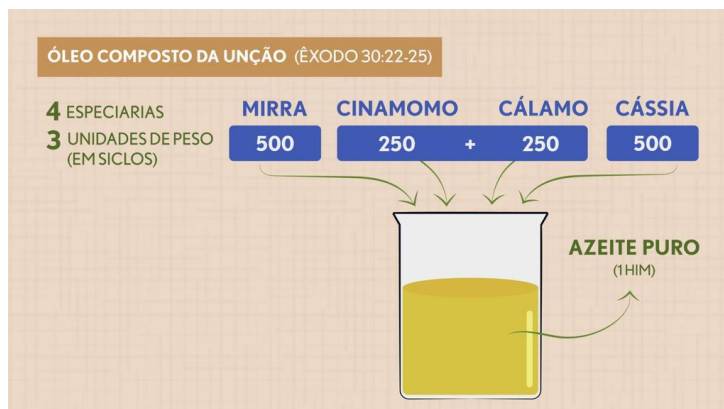 ÓLEO COMPOSTO DA UNÇÃO (ÊXODO 30:22-25)
4 ESPECIARIAS
3 UNIDADES DE PESO
(EM SICLOS)
MIRRA CINAMOMO CÁLAMO CÁSSIA
500 250 + 250 500
AZEITE PURO
(1 HIM)